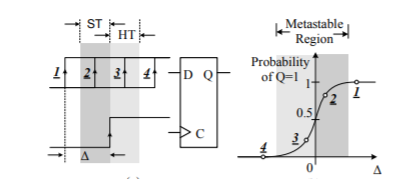 ST
HT
1 2 3 4
D Q
C
Δ
Metastable
Region
Probability
of Q=1
1
0.5
0
Δ
1
2
3
4